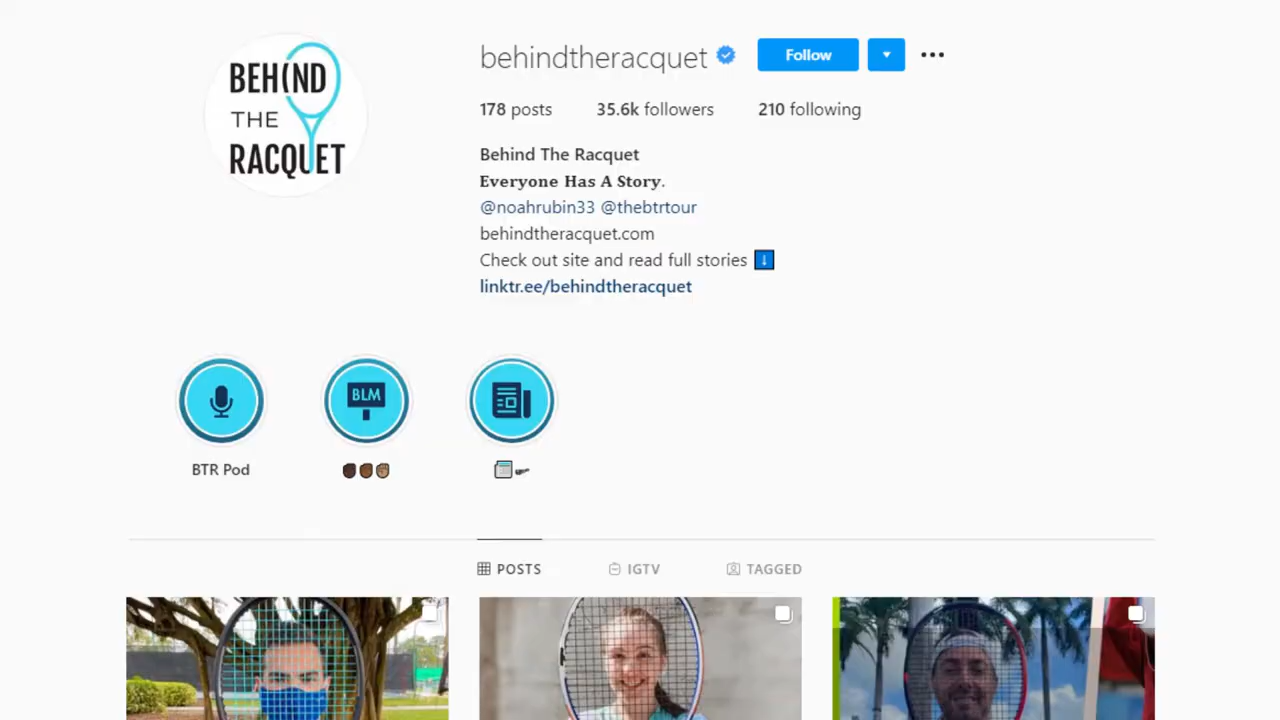 BEHIND
THE
RACQUET
behindtheracquet
Follow
178 posts 35.6k followers 210 following
Behind The Racquet
Everyone Has A Story.
@noahrubin33 @thebtrtour
behindtheracquet.com
Check out site and read full stories ⬇️
linktr.ee/behindtheracquet
BLM
BTR Pod
POSTS IGTV TAGGED